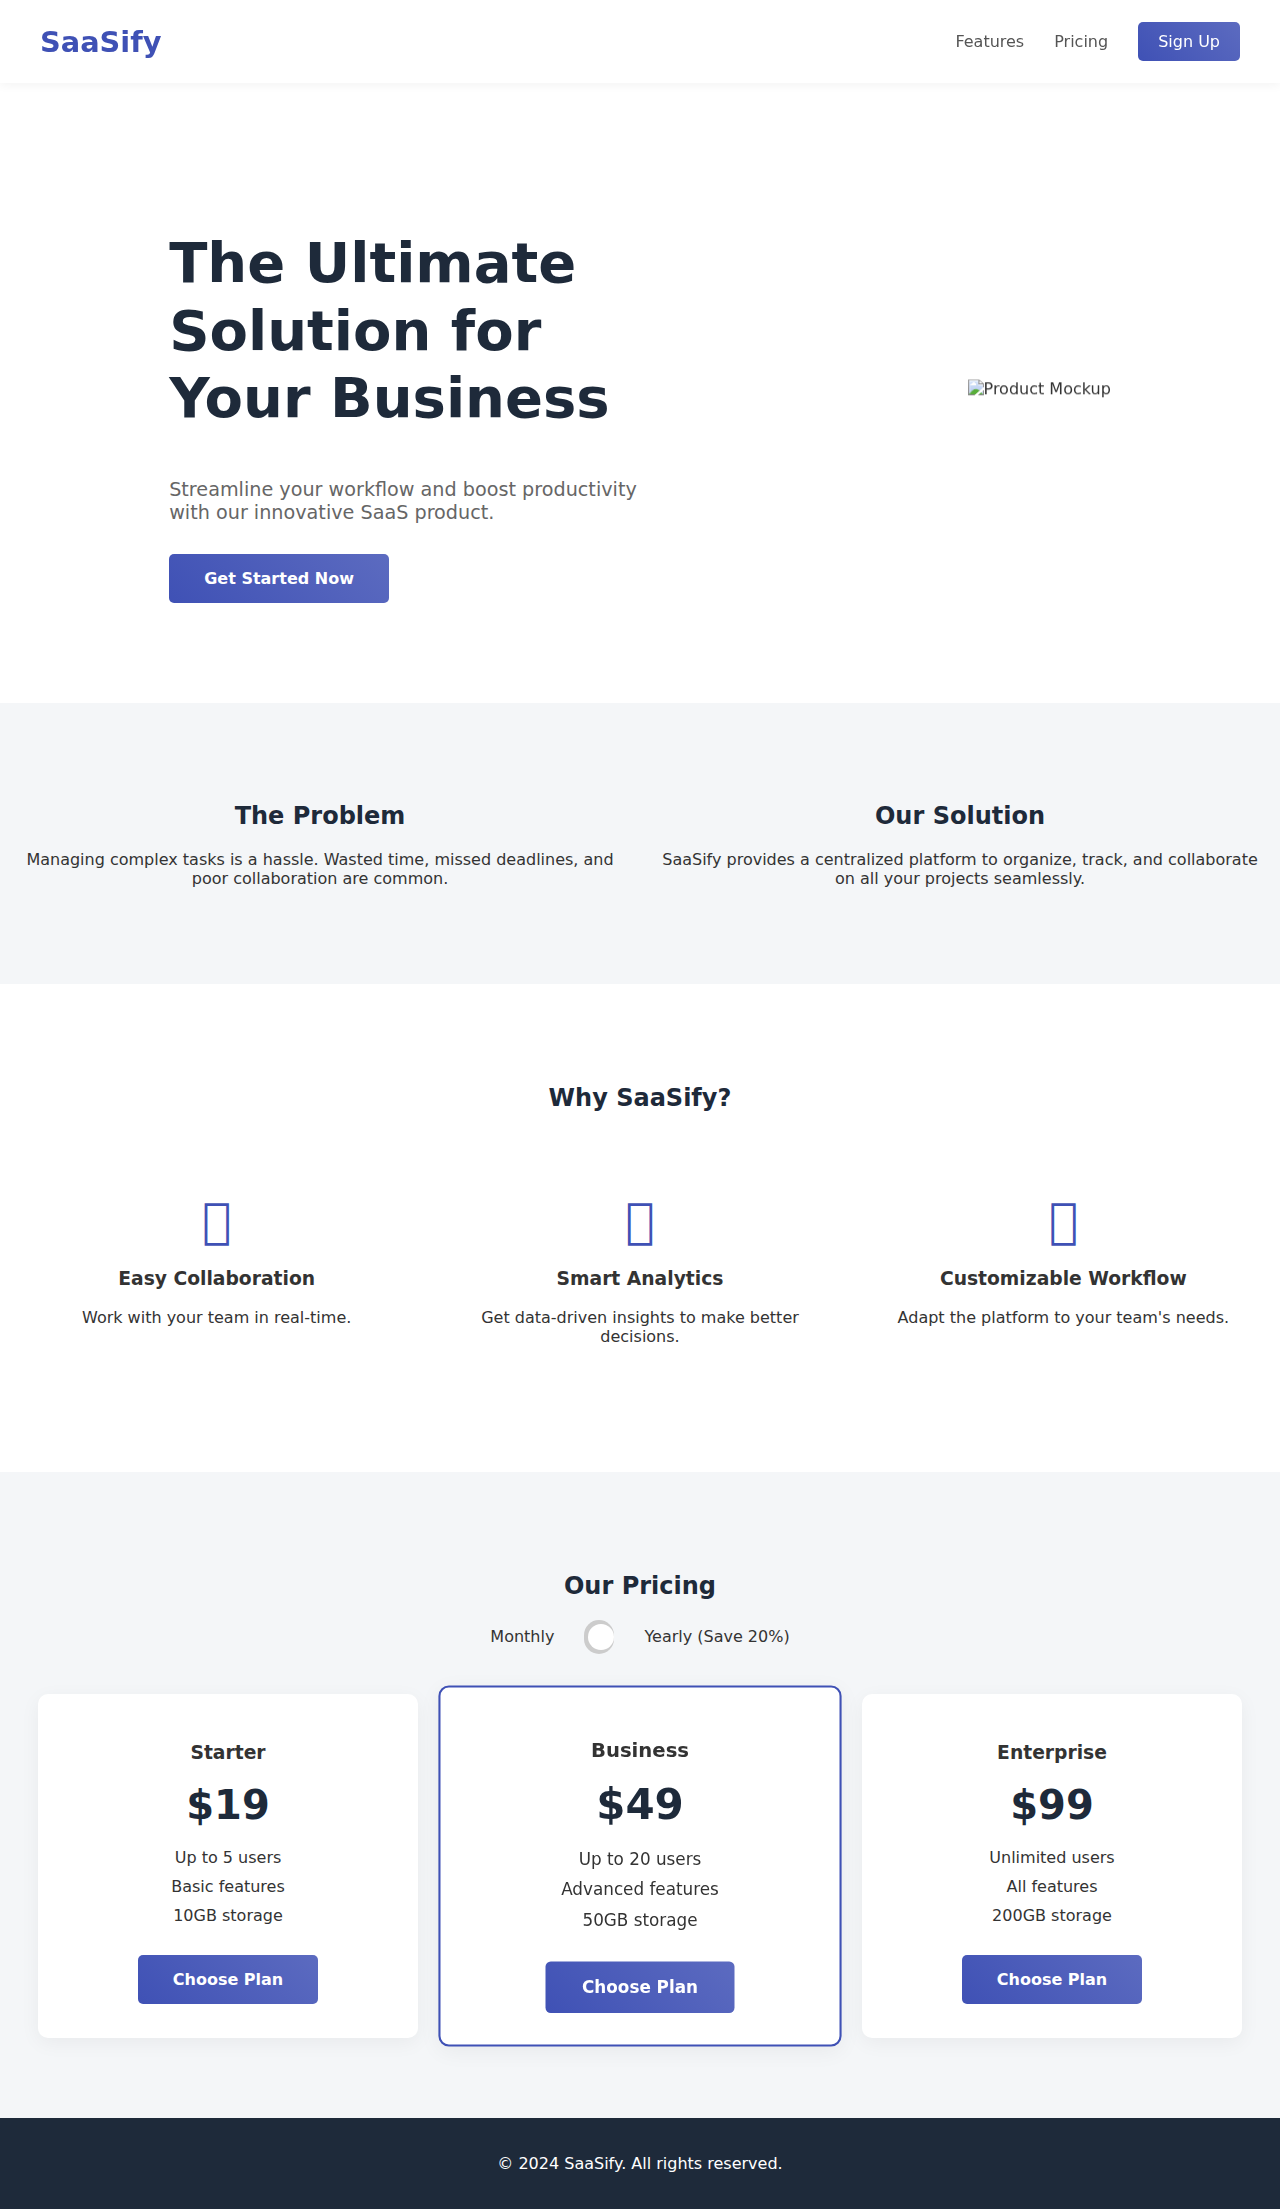 SaaSify
Features
Pricing
Sign Up
The Ultimate
Solution for
Your Business
Streamline your workflow and boost productivity
with our innovative SaaS product.
Get Started Now
Product Mockup
The Problem
Managing complex tasks is a hassle. Wasted time, missed deadlines, and
poor collaboration are common.
Our Solution
SaaSify provides a centralized platform to organize, track, and collaborate
on all your projects seamlessly.
Why SaaSify?
Easy Collaboration
Work with your team in real-time.
Smart Analytics
Get data-driven insights to make better
decisions.
Customizable Workflow
Adapt the platform to your team's needs.
Our Pricing
Monthly
Yearly (Save 20%)
Starter
$19
Up to 5 users
Basic features
10GB storage
Choose Plan
Business
$49
Up to 20 users
Advanced features
50GB storage
Choose Plan
Enterprise
$99
Unlimited users
All features
200GB storage
Choose Plan
© 2024 SaaSify. All rights reserved.